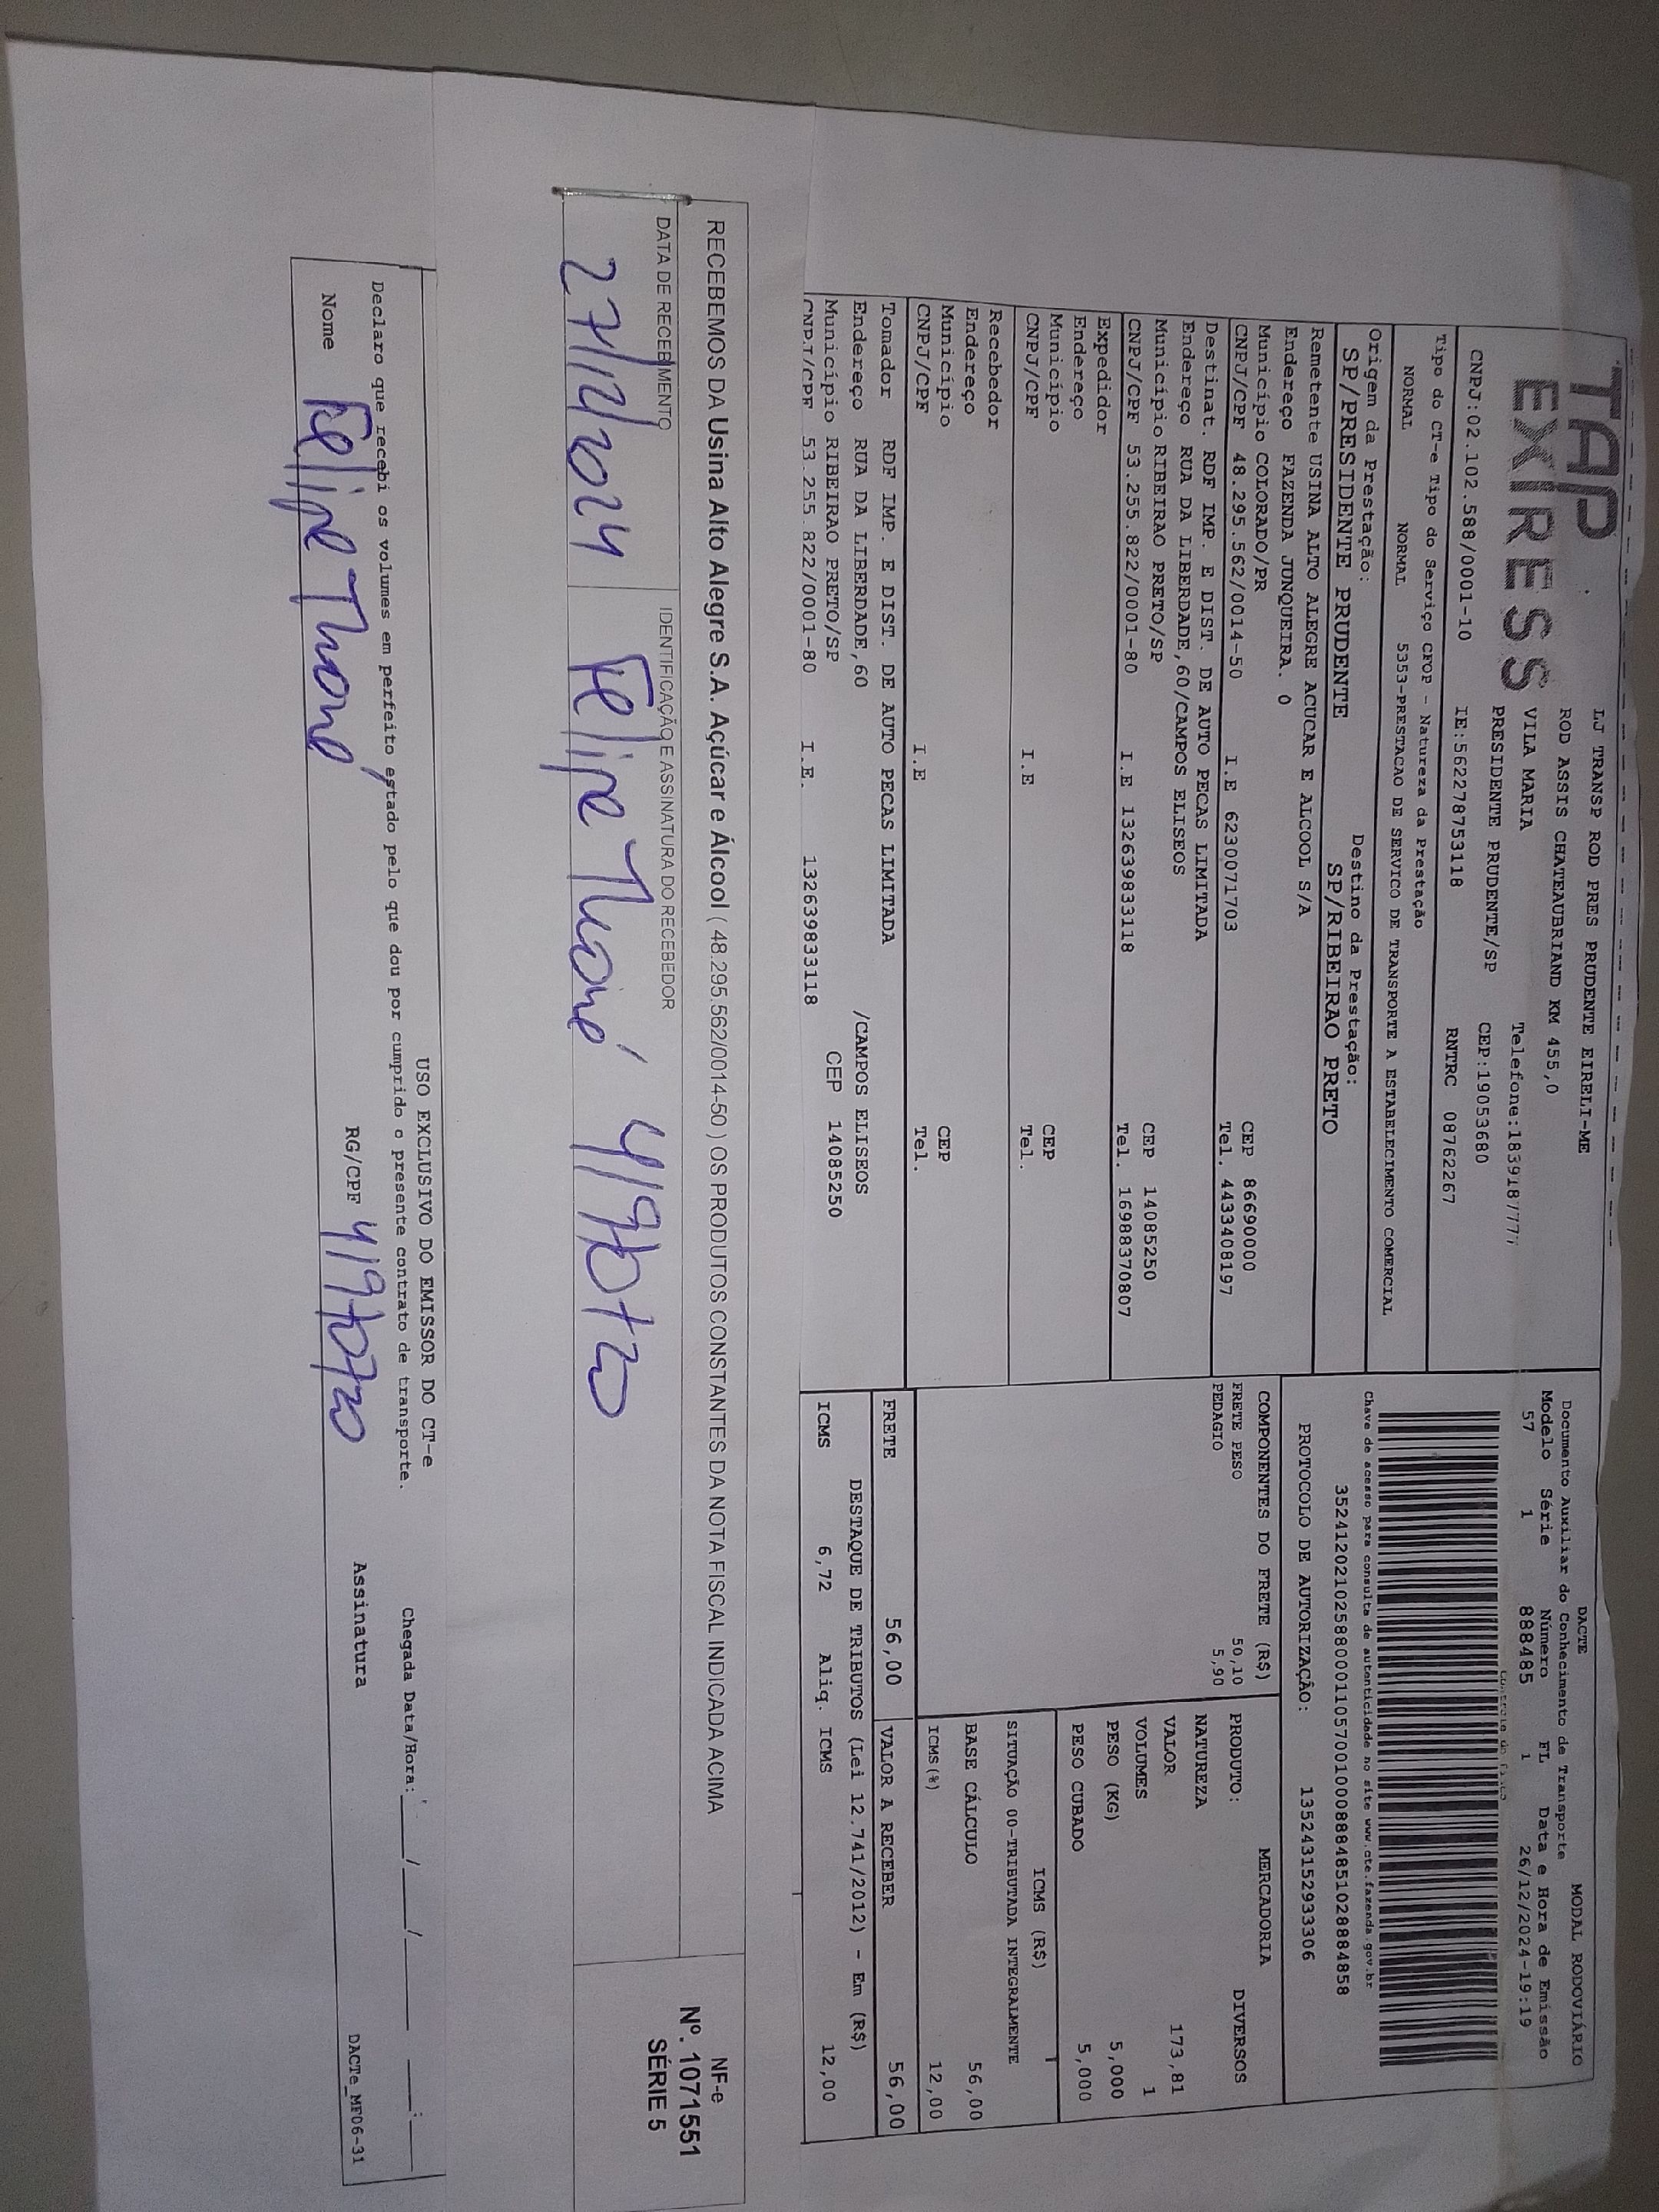 TAP
EXPRESS
LJ TRANSP ROD PRES PRUDENTE EIRELI-ME
ROD ASSIS CHATEAUBRIAND KM 455,0
VILA MARIA
Telefone:1839187777
PRESIDENTE PRUDENTE/SP CEP:19053680
CNPJ:02.102.588/0001-10 IE:562278753118 RNTRC 08762267
Tipo do CT-e Tipo do Serviço CFOP - Natureza da Prestação
NORMAL NORMAL 5353-PRESTACAO DE SERVICO DE TRANSPORTE A ESTABELECIMENTO COMERCIAL
Origem da Prestação: Destino da Prestação:
SP/PRESIDENTE PRUDENTE SP/RIBEIRAO PRETO
Remetente USINA ALTO ALEGRE ACUCAR E ALCOOL S/A
Endereço FAZENDA JUNQUEIRA. 0
Município COLORADO/PR CEP 86690000
CNPJ/CPF 48.295.562/0014-50 I.E 6230071703 Tel. 4433408197
Destinat. RDF IMP. E DIST. DE AUTO PECAS LIMITADA
Endereço RUA DA LIBERDADE,60/CAMPOS ELISEOS
Município RIBEIRAO PRETO/SP CEP 14085250
CNPJ/CPF 53.255.822/0001-80 I.E 132639833118 Tel. 16988370807
Expedidor
Endereço
Município CEP
CNPJ/CPF I.E Tel.
Recebedor
Endereço
Município CEP
CNPJ/CPF I.E Tel.
Tomador RDF IMP. E DIST. DE AUTO PECAS LIMITADA
Endereço RUA DA LIBERDADE,60 /CAMPOS ELISEOS
Município RIBEIRAO PRETO/SP CEP 14085250
CNPJ/CPF 53.255.822/0001-80 I.E. 132639833118
DACTE MODAL RODOVIÁRIO
Documento Auxiliar do Conhecimento de Transporte
Modelo Série Número FL Data e Hora de Emissão
57 1 888485 1 26/12/2024-19:19
Controle do Fisco
Chave de acesso para consulta de autenticidade no site www.cte.fazenda.gov.br
35241202102588000110570010008884851028884858
PROTOCOLO DE AUTORIZAÇÃO: 135243152933306
COMPONENTES DO FRETE (R$)
FRETE PESO 50,10
PEDAGIO 5,90
MERCADORIA
PRODUTO: DIVERSOS
NATUREZA
VALOR 173,81
VOLUMES 1
PESO (KG) 5,000
PESO CUBADO 5,000
ICMS (R$)
SITUAÇÃO 00-TRIBUTADA INTEGRALMENTE
BASE CÁLCULO 56,00
ICMS(%) 12,00
FRETE 56,00 VALOR A RECEBER 56,00
DESTAQUE DE TRIBUTOS (Lei 12.741/2012) - Em (R$)
ICMS 6,72 Aliq. ICMS 12,00
RECEBEMOS DA Usina Alto Alegre S.A. Açúcar e Álcool ( 48.295.562/0014-50 ) OS PRODUTOS CONSTANTES DA NOTA FISCAL INDICADA ACIMA
DATA DE RECEBIMENTO IDENTIFICAÇÃO E ASSINATURA DO RECEBEDOR
27/12/2024 Felipe Thomé
NF-e
Nº. 1071551
SÉRIE 5
USO EXCLUSIVO DO EMISSOR DO CT-e
Declaro que recebi os volumes em perfeito estado pelo que dou por cumprido o presente contrato de transporte.
Chegada Data/Hora:___/___/___ __:__
Nome Felipe Thomé RG/CPF Assinatura
DACTe_MF06-31